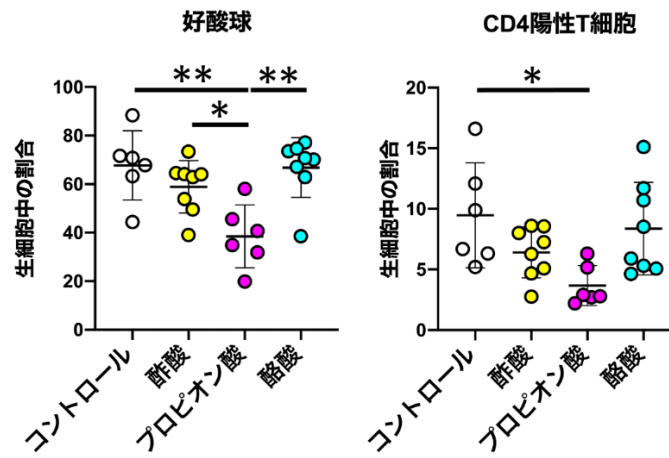 好酸球
生細胞中の割合
100
80
60
40
20
0
** **
*
コントロール
酢酸
プロピオン酸
酪酸
CD4陽性T細胞
生細胞中の割合
20
15
10
5
0
*
コントロール
酢酸
プロピオン酸
酪酸